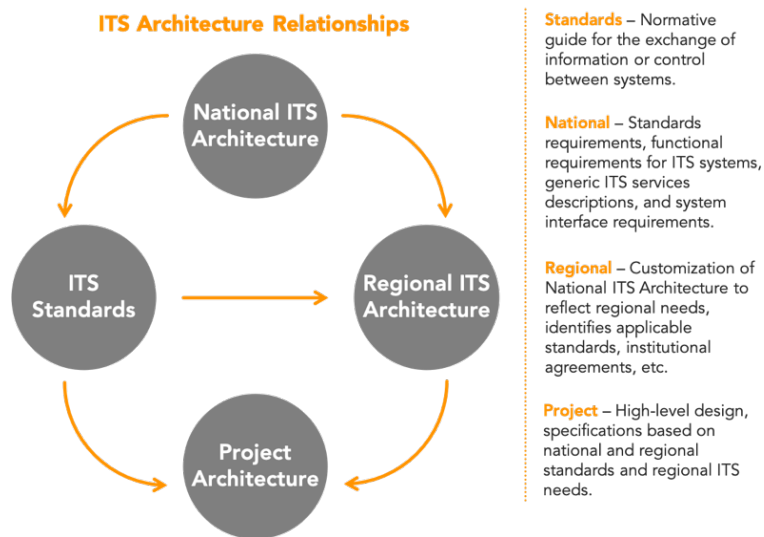 ITS Architecture Relationships
National ITS
Architecture
ITS
Standards
Regional ITS
Architecture
Project
Architecture
Standards – Normative
guide for the exchange of
information or control
between systems.
National – Standards
requirements, functional
requirements for ITS systems,
generic ITS services
descriptions, and system
interface requirements.
Regional – Customization of
National ITS Architecture to
reflect regional needs,
identifies applicable
standards, institutional
agreements, etc.
Project – High-level design,
specifications based on
national and regional
standards and regional ITS
needs.